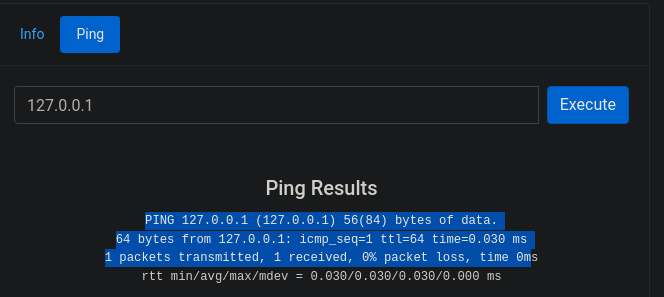 Info Ping
127.0.0.1 Execute
Ping Results
PING 127.0.0.1 (127.0.0.1) 56(84) bytes of data.
64 bytes from 127.0.0.1: icmp_seq=1 ttl=64 time=0.030 ms
1 packets transmitted, 1 received, 0% packet loss, time 0ms
rtt min/avg/max/mdev = 0.030/0.030/0.030/0.000 ms